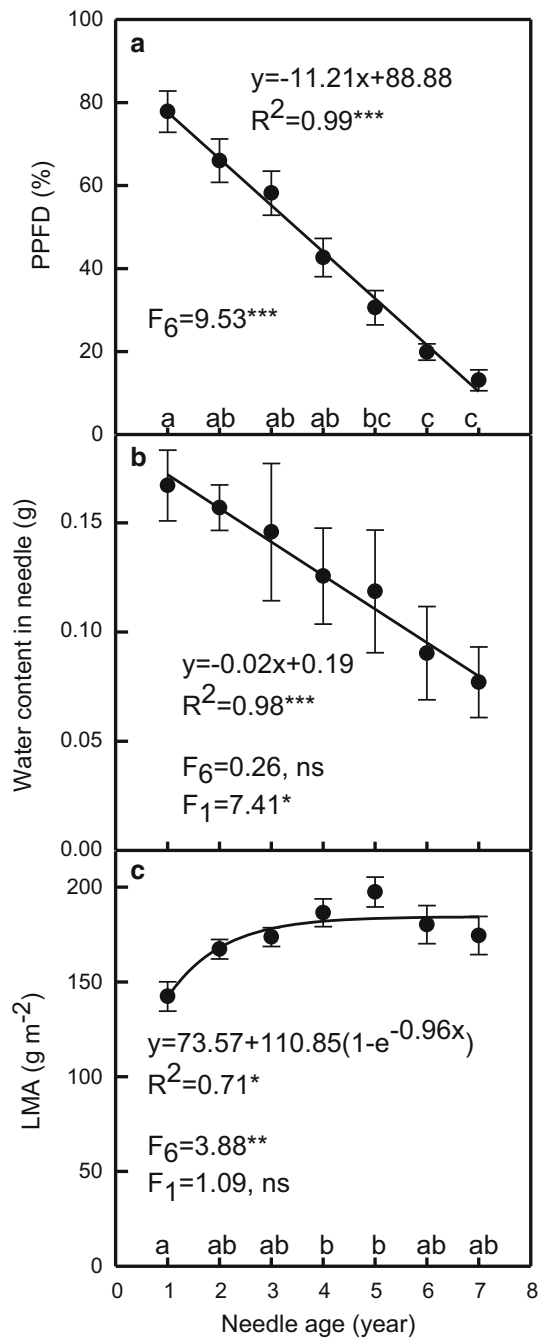 100
a
y=-11.21x+88.88
R²=0.99***
80
60
PPFD (%)
40
F₆=9.53***
20
a ab ab ab bc c c
0
b
0.15
Water content in needle (g)
0.10
y=-0.02x+0.19
R²=0.98***
0.05
F₆=0.26, ns
F₁=7.41*
0.00
c
200
150
LMA (g m⁻²)
y=73.57+110.85(1-e⁻⁰·⁹⁶ˣ)
R²=0.71*
100
F₆=3.88**
50
F₁=1.09, ns
a ab ab b b ab ab
0
0 1 2 3 4 5 6 7 8
Needle age (year)